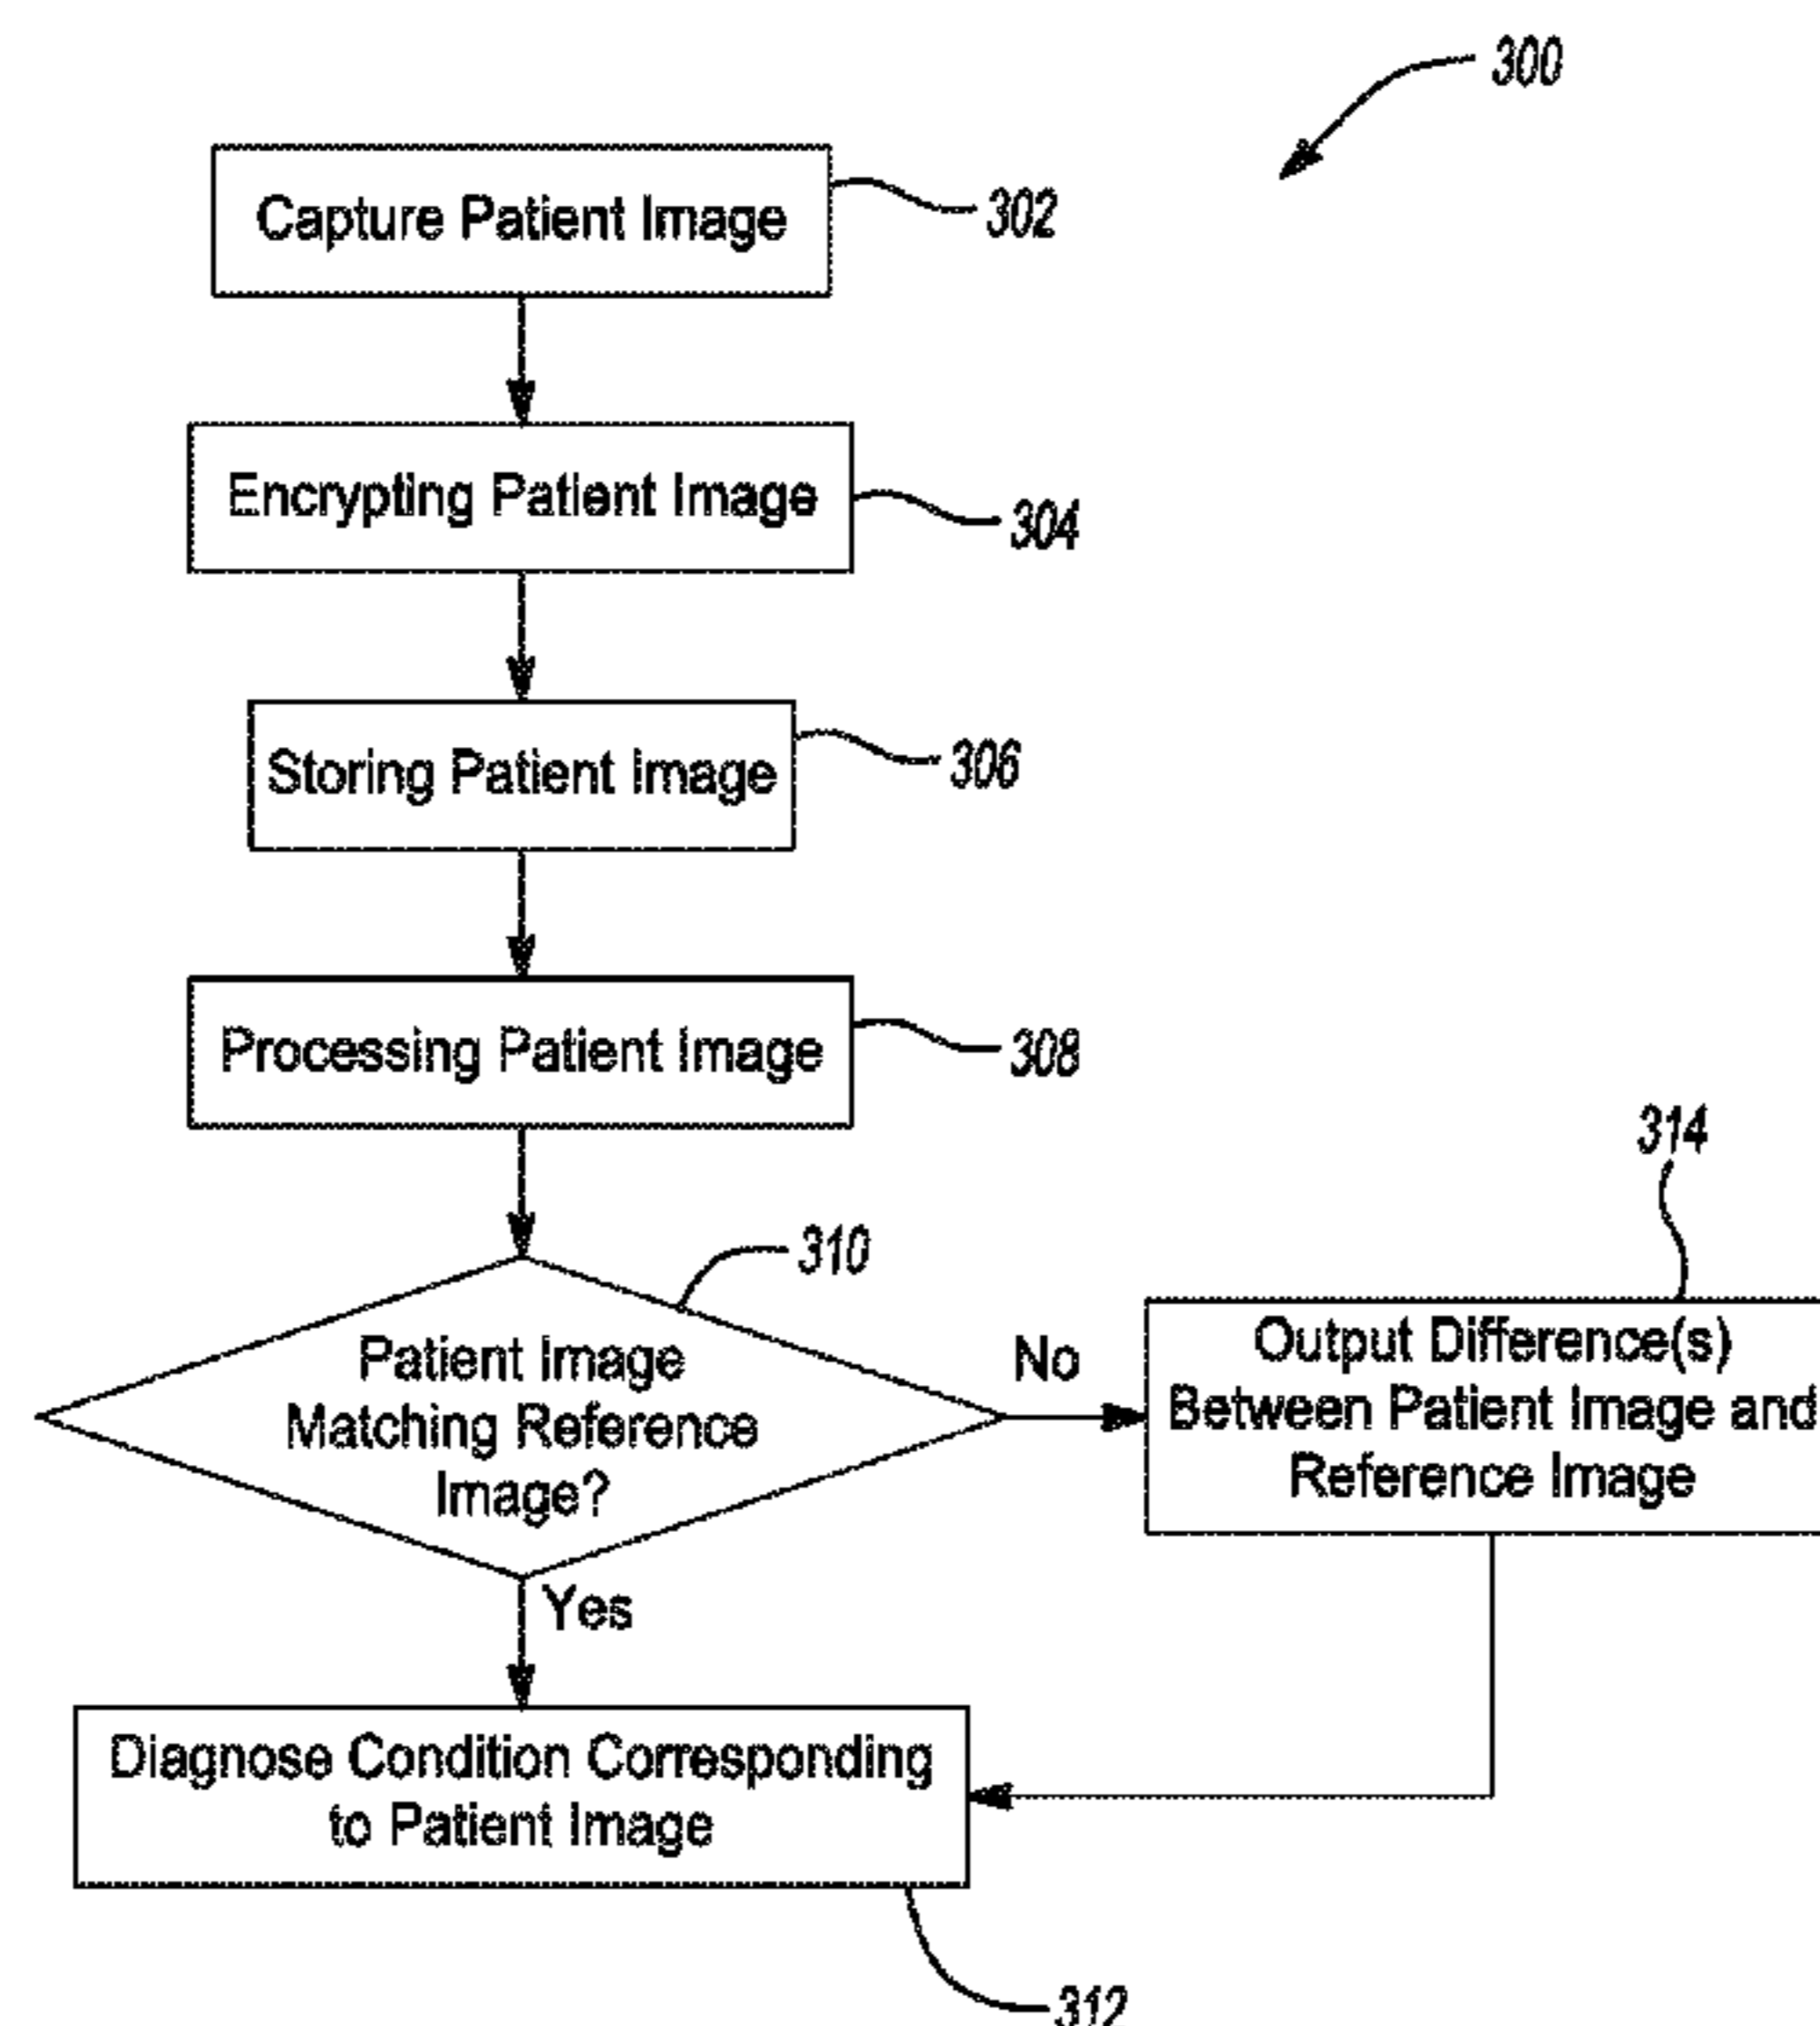 300
Capture Patient Image
302
Encrypting Patient Image
304
Storing Patient Image
306
Processing Patient Image
308
314
310
Patient Image
Matching Reference
Image?
No
Output Difference(s)
Between Patient Image and
Reference Image
Yes
Diagnose Condition Corresponding
to Patient Image
312